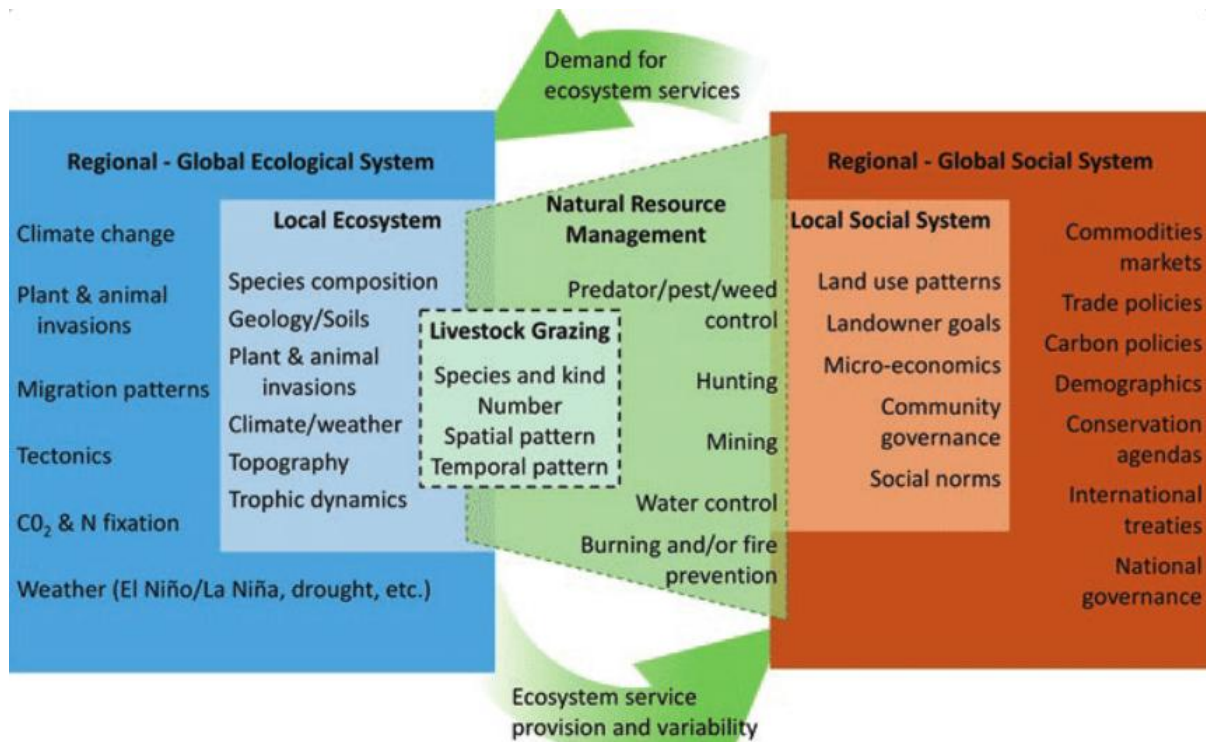 Demand for
ecosystem services
Regional - Global Ecological System
Climate change
Plant & animal
invasions
Migration patterns
Tectonics
C0₂ & N fixation
Weather (El Niño/La Niña, drought, etc.)
Local Ecosystem
Species composition
Geology/Soils
Plant & animal
invasions
Climate/weather
Topography
Trophic dynamics
Livestock Grazing
Species and kind
Number
Spatial pattern
Temporal pattern
Natural Resource
Management
Predator/pest/weed
control
Hunting
Mining
Water control
Burning and/or fire
prevention
Regional - Global Social System
Local Social System
Land use patterns
Landowner goals
Micro-economics
Community
governance
Social norms
Commodities
markets
Trade policies
Carbon policies
Demographics
Conservation
agendas
International
treaties
National
governance
Ecosystem service
provision and variability